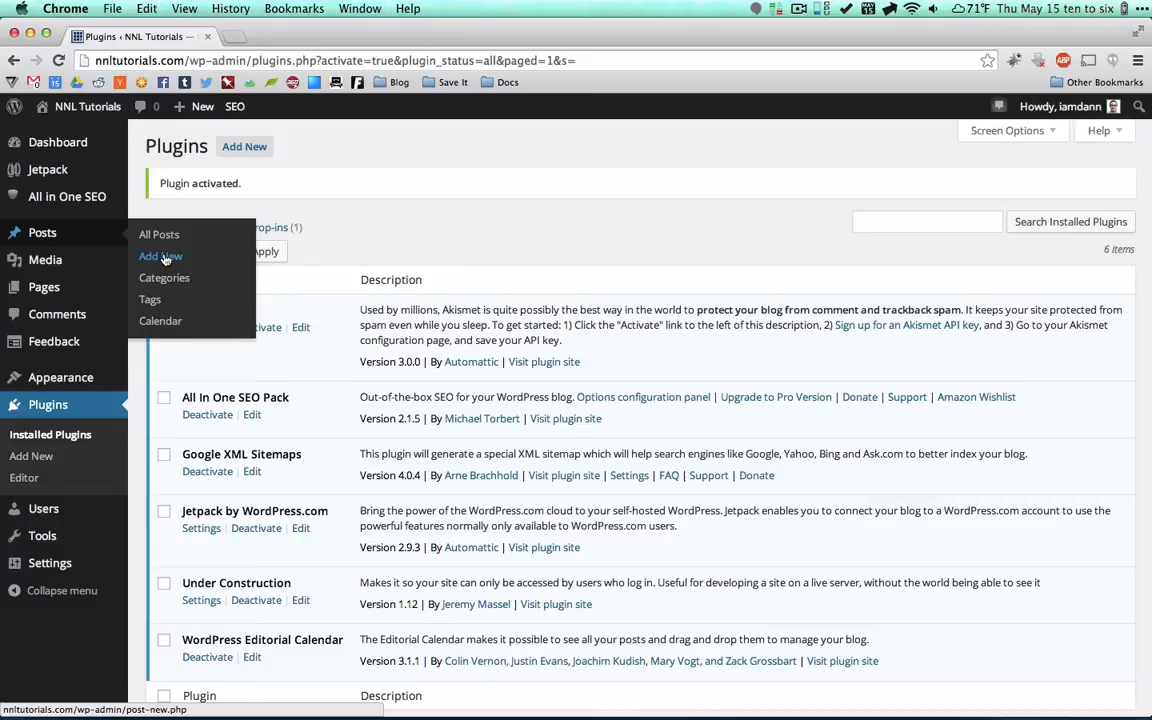 Chrome File Edit View History Bookmarks Window Help
71°F Thu May 15 ten to six
Plugins ‹ NNL Tutorials —
nnltutorials.com/wp-admin/plugins.php?activate=true&plugin_status=all&paged=1&s=
Blog Save It Docs Other Bookmarks
NNL Tutorials 0 + New SEO Howdy, iamdann
Dashboard
Jetpack
All in One SEO
Posts
Media
Pages
Comments
Feedback
Appearance
Plugins
Installed Plugins
Add New
Editor
Users
Tools
Settings
Collapse menu
All Posts
Add New
Categories
Tags
Calendar
Plugins Add New
Screen Options Help
Plugin activated.
rop-ins (1)
Search Installed Plugins
Apply
6 items
Description
ivate | Edit
Used by millions, Akismet is quite possibly the best way in the world to protect your blog from comment and trackback spam. It keeps your site protected
from spam even while you sleep. To get started: 1) Click the "Activate" link to the left of this description, 2) Sign up for an Akismet API key, and 3) Go to your Akismet
configuration page, and save your API key.
Version 3.0.0 | By Automattic | Visit plugin site
All In One SEO Pack
Deactivate | Edit
Out-of-the-box SEO for your WordPress blog. Options configuration panel | Upgrade to Pro Version | Donate | Support | Amazon Wishlist
Version 2.1.5 | By Michael Torbert | Visit plugin site
Google XML Sitemaps
Deactivate | Edit
This plugin will generate a special XML sitemap which will help search engines like Google, Yahoo, Bing and Ask.com to better index your blog.
Version 4.0.4 | By Arne Brachhold | Visit plugin site | Settings | FAQ | Support | Donate
Jetpack by WordPress.com
Settings | Deactivate | Edit
Bring the power of the WordPress.com cloud to your self-hosted WordPress. Jetpack enables you to connect your blog to a WordPress.com account to use the
powerful features normally only available to WordPress.com users.
Version 2.9.3 | By Automattic | Visit plugin site
Under Construction
Settings | Deactivate | Edit
Makes it so your site can only be accessed by users who log in. Useful for developing a site on a live server, without the world being able to see it
Version 1.12 | By Jeremy Massel | Visit plugin site
WordPress Editorial Calendar
Deactivate | Edit
The Editorial Calendar makes it possible to see all your posts and drag and drop them to manage your blog.
Version 3.1.1 | By Colin Vernon, Justin Evans, Joachim Kudish, Mary Vogt, and Zack Grossbart | Visit plugin site
Plugin Description
nnltutorials.com/wp-admin/post-new.php